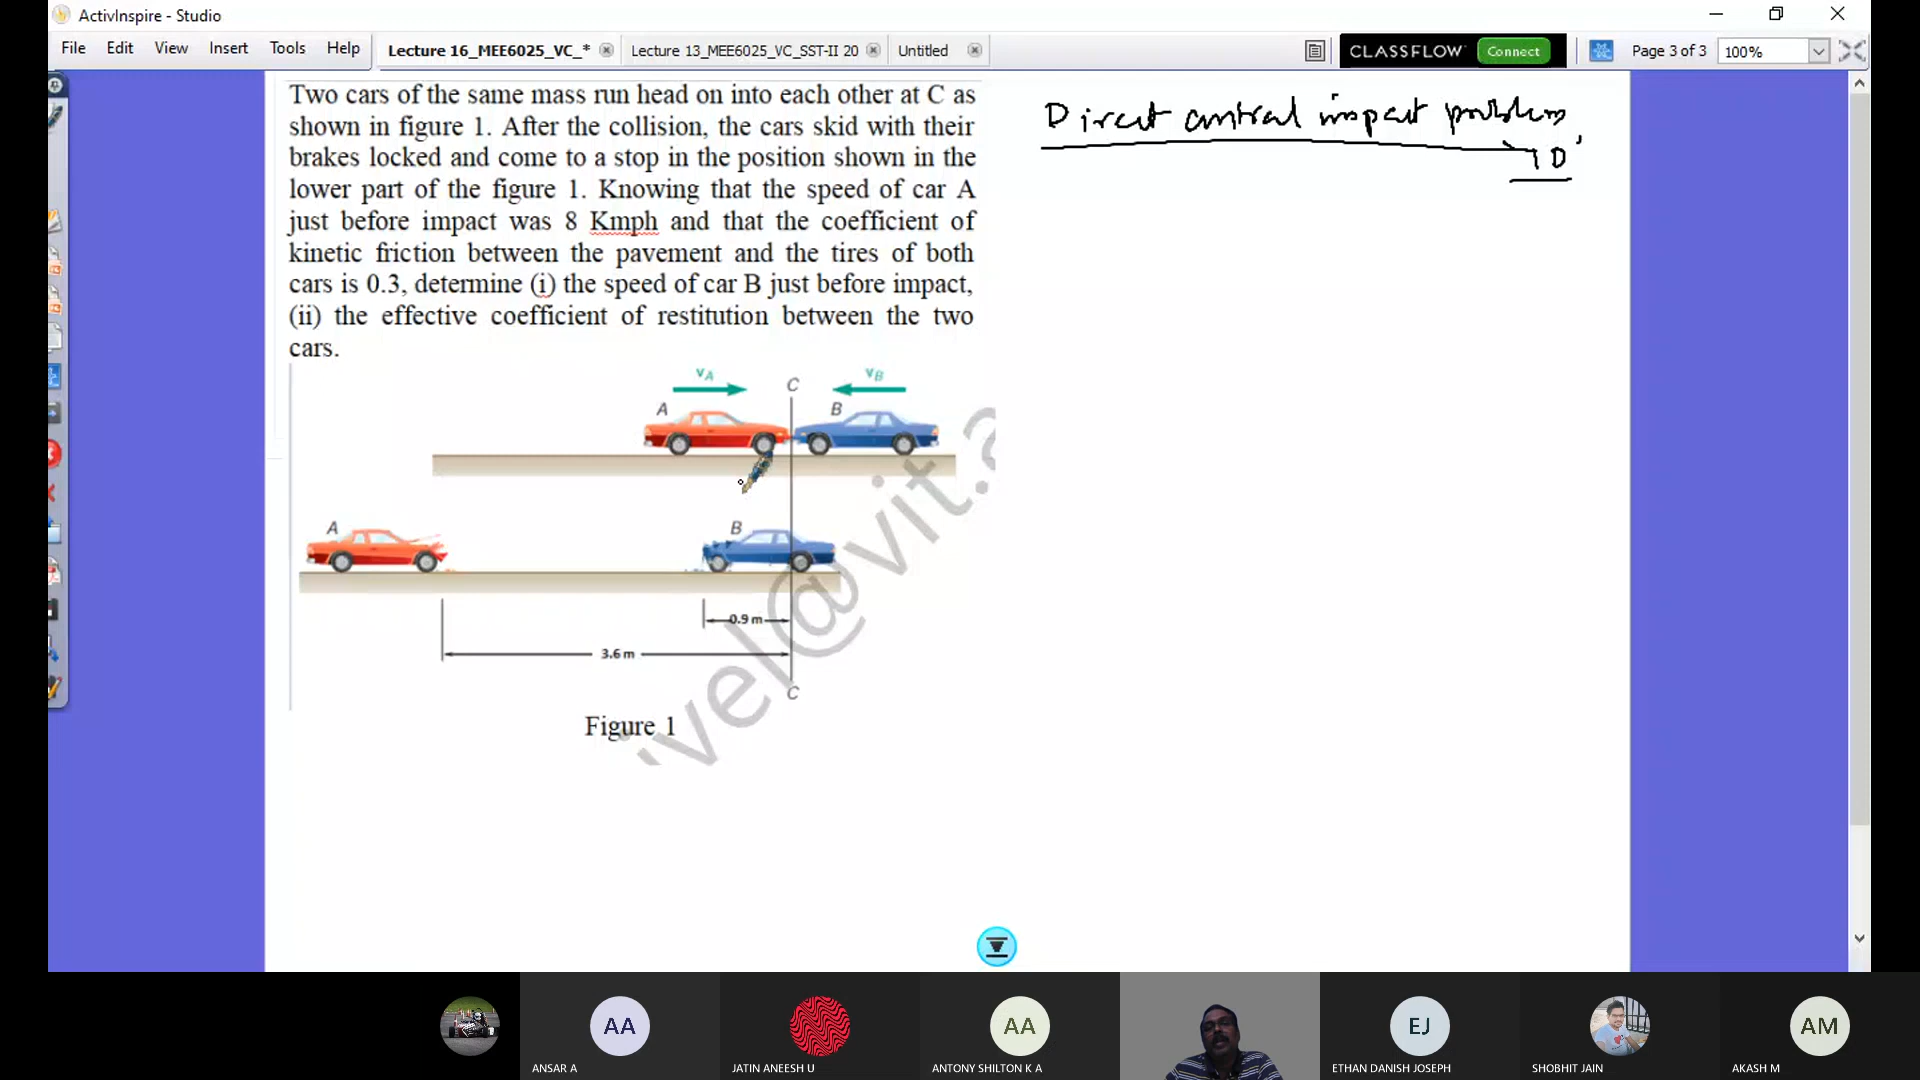 ActivInspire - Studio
File Edit View Insert Tools Help
Lecture 16_MEE6025_VC_ *
Lecture 13_MEE6025_VC_SST-II 20
Untitled
CLASSFLOW Connect
Page 3 of 3
100%
Two cars of the same mass run head on into each other at C as
shown in figure 1. After the collision, the cars skid with their
brakes locked and come to a stop in the position shown in the
lower part of the figure 1. Knowing that the speed of car A
just before impact was 8 Kmph and that the coefficient of
kinetic friction between the pavement and the tires of both
cars is 0.3, determine (i) the speed of car B just before impact,
(ii) the effective coefficient of restitution between the two
cars.
Direct central impact problem
1D
vA
C
vB
A
B
A
B
0.9 m
3.6 m
C
Figure 1
ivel@vit.a
AA
AA
EJ
AM
ANSAR A
JATIN ANEESH U
ANTONY SHILTON K A
ETHAN DANISH JOSEPH
SHOBHIT JAIN
AKASH M